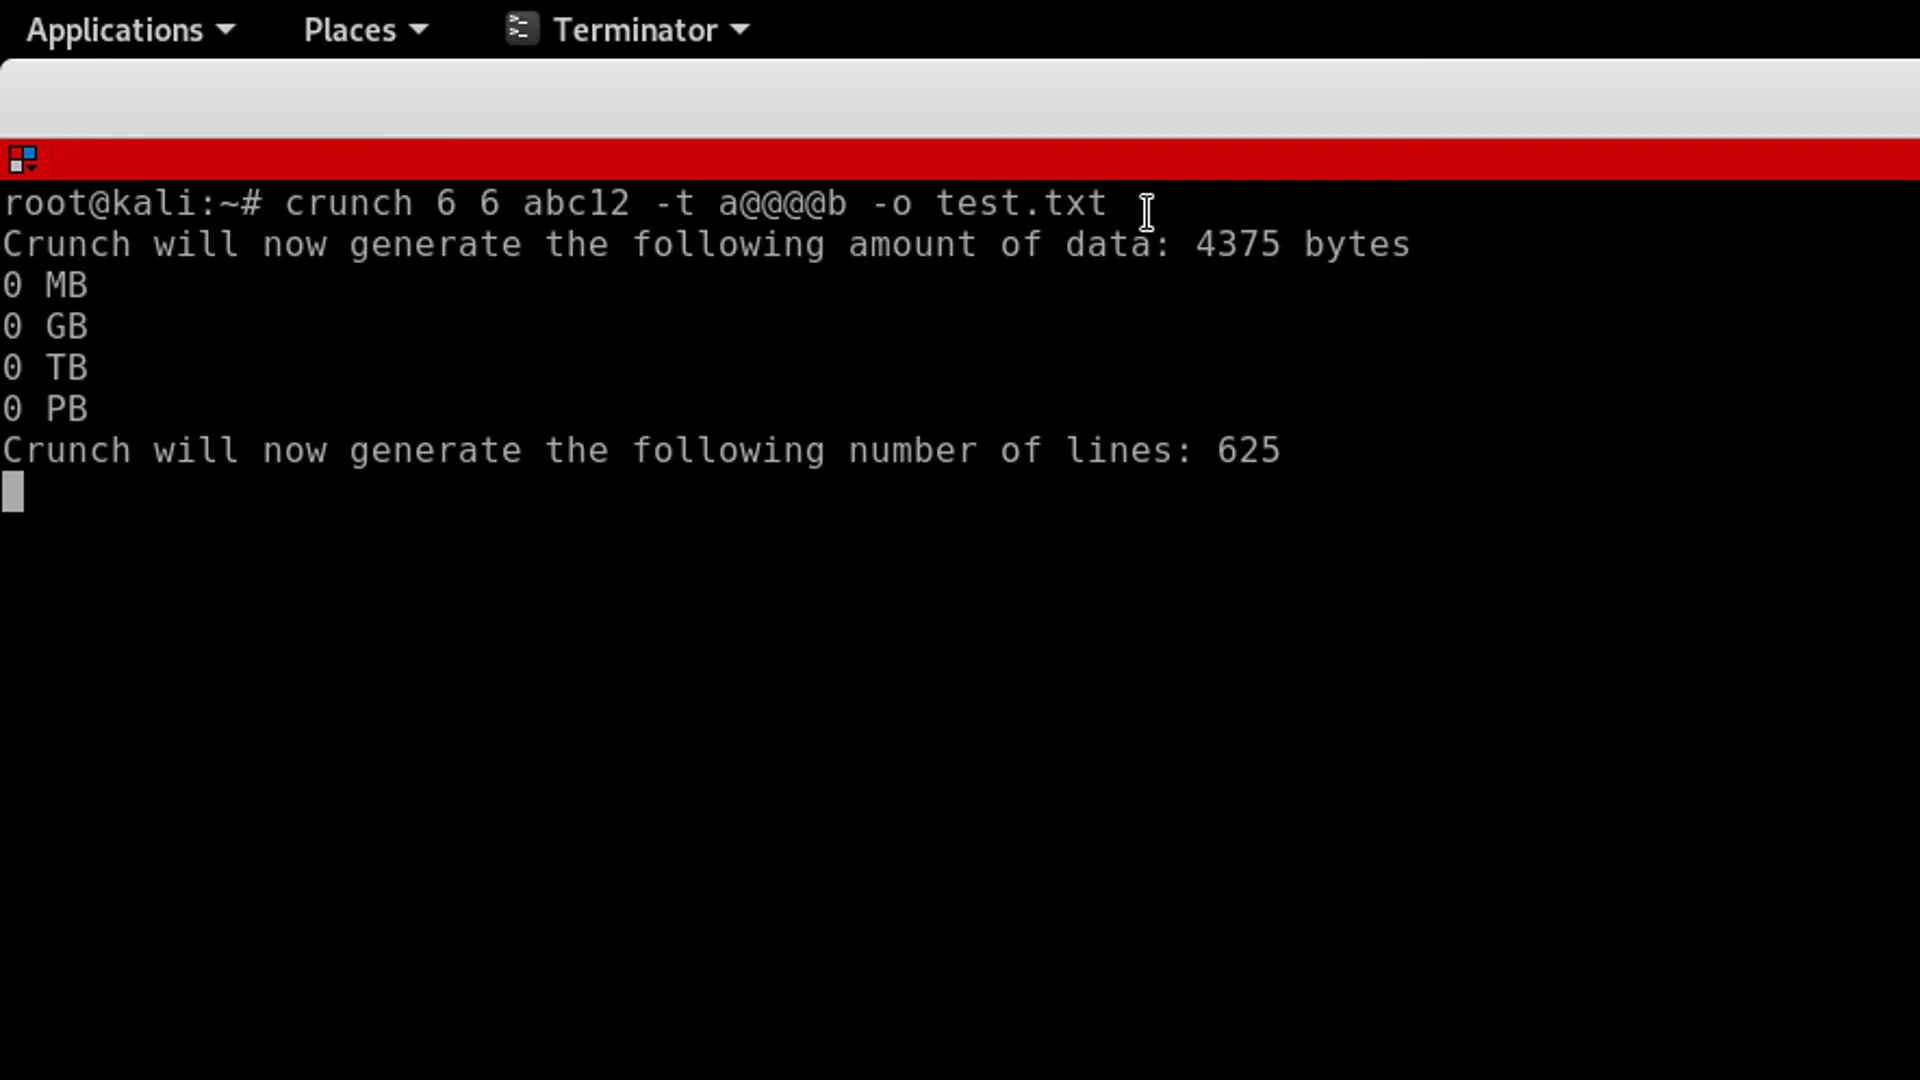 Applications Places Terminator
root@kali:~# crunch 6 6 abc12 -t a@@@@b -o test.txt
Crunch will now generate the following amount of data: 4375 bytes
0 MB
0 GB
0 TB
0 PB
Crunch will now generate the following number of lines: 625